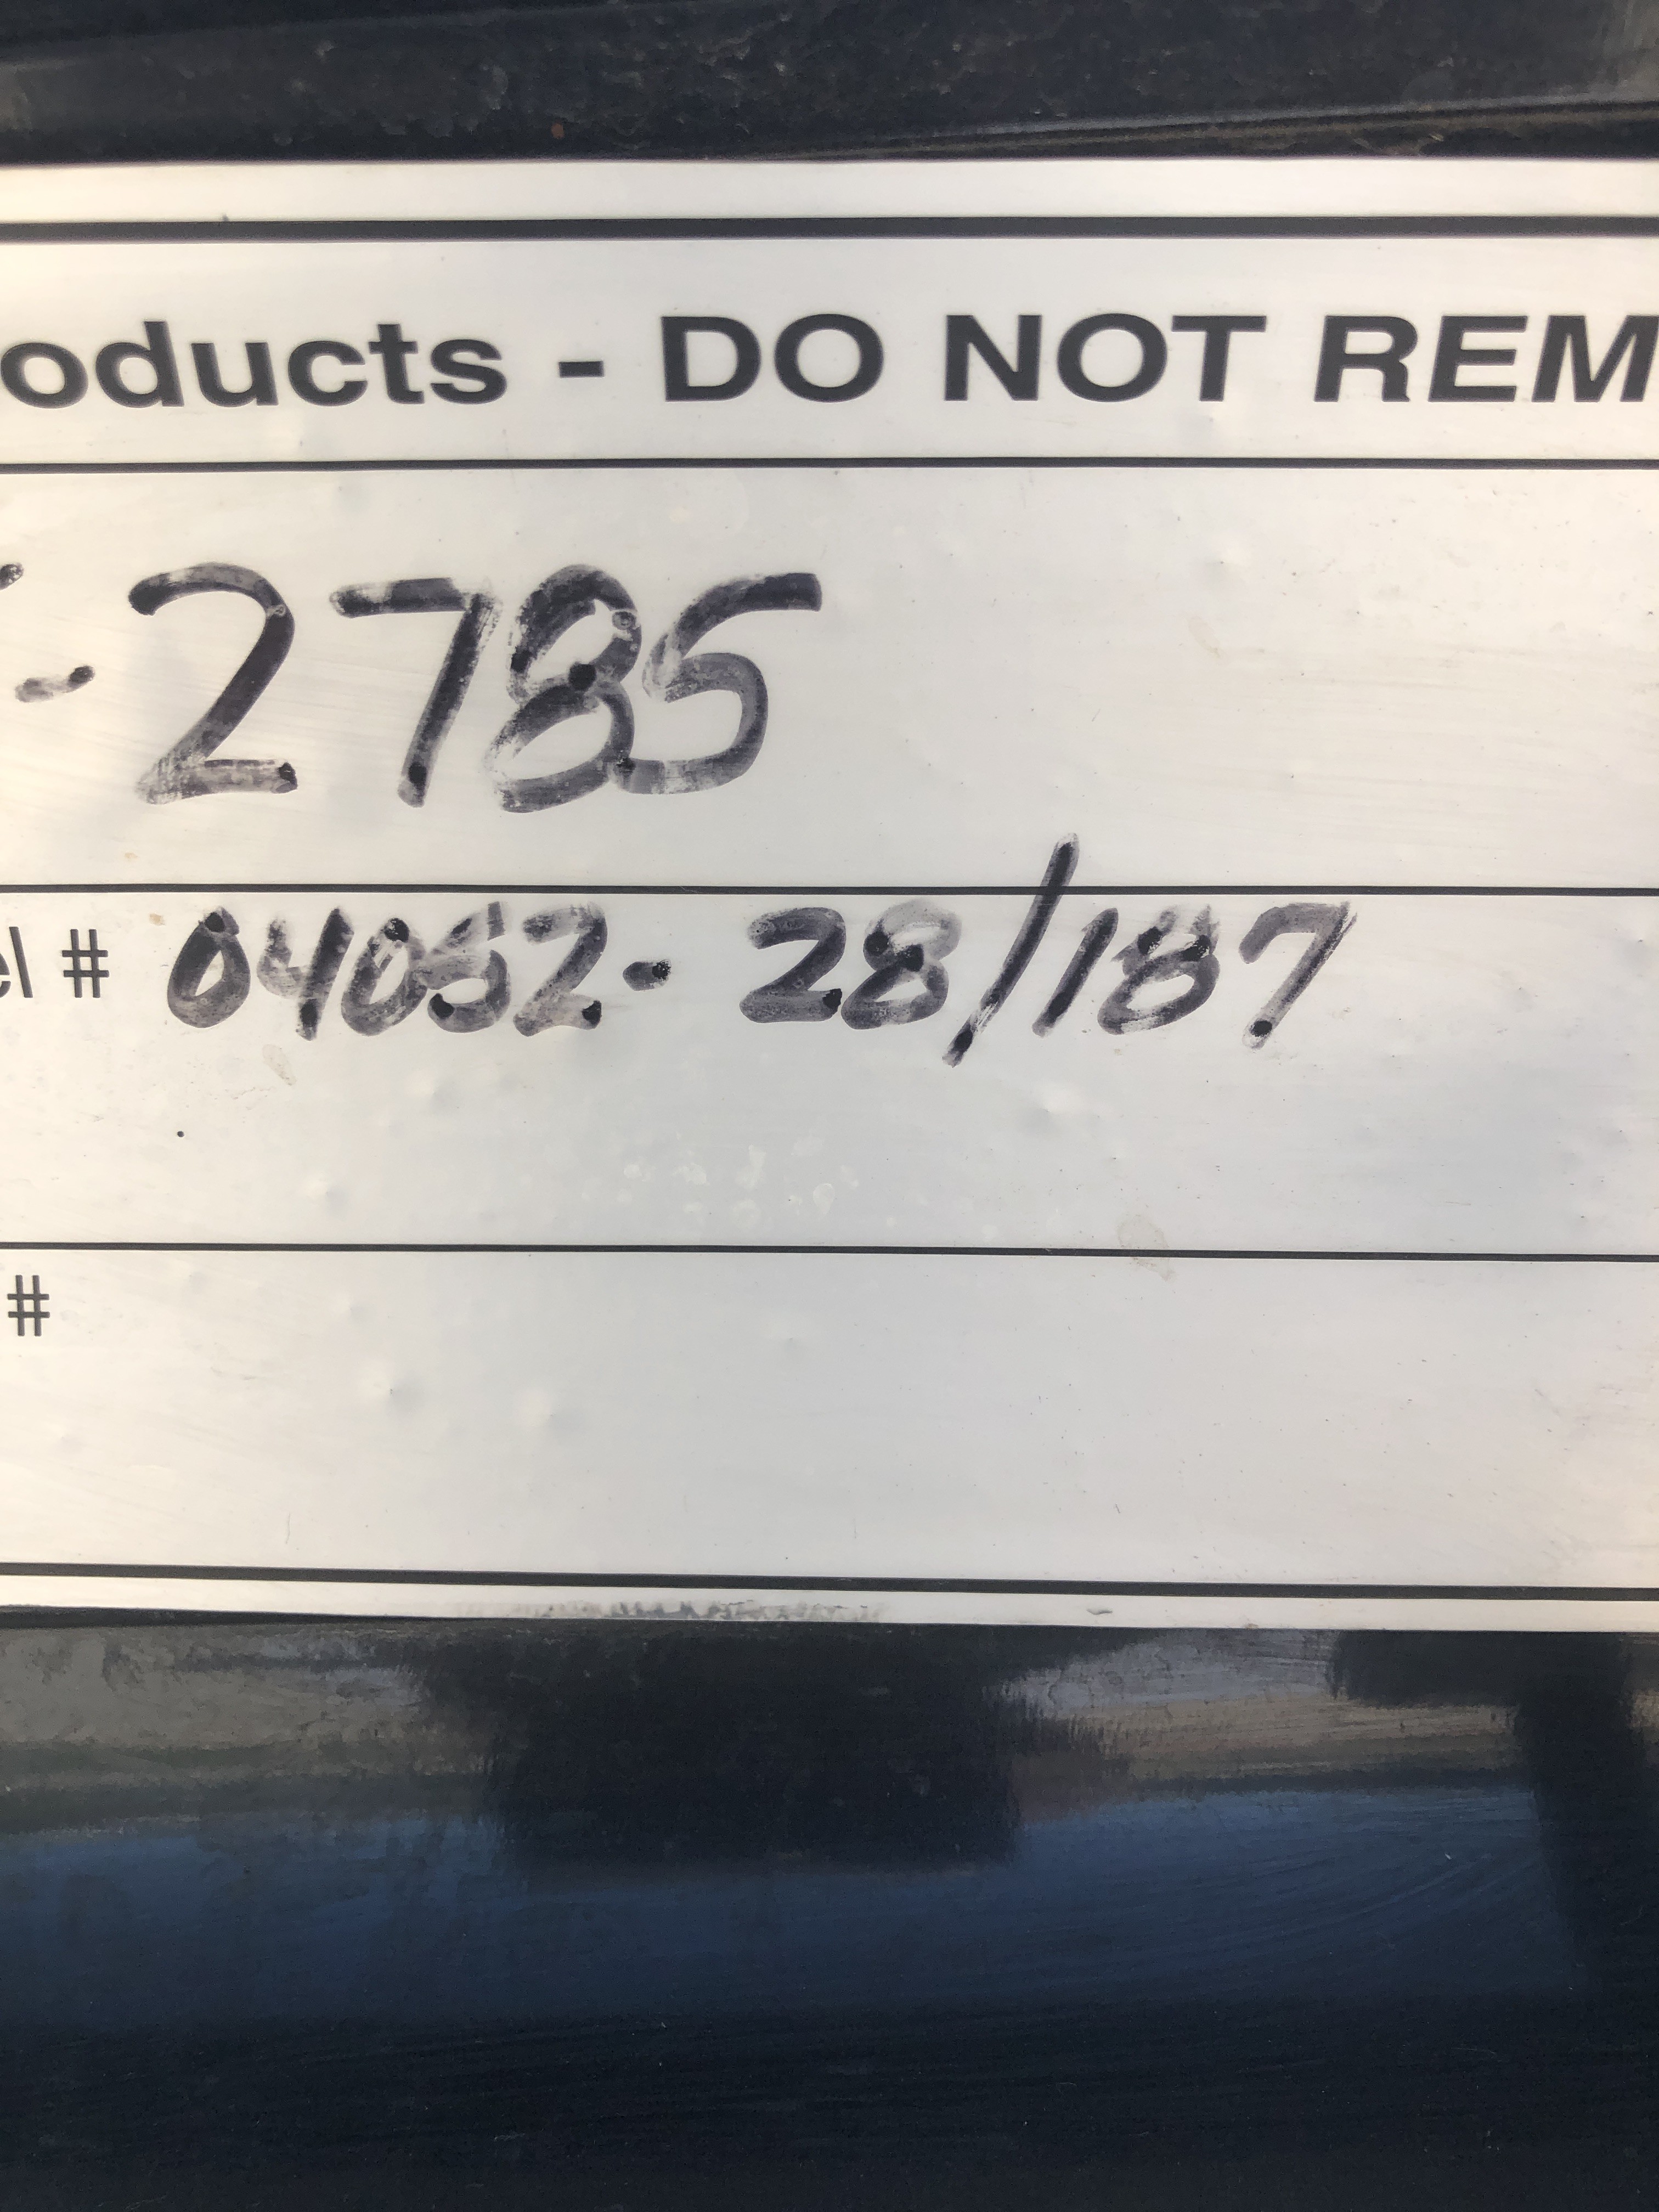 oducts - DO NOT REM
-2785
el # 04052- 28/187
#